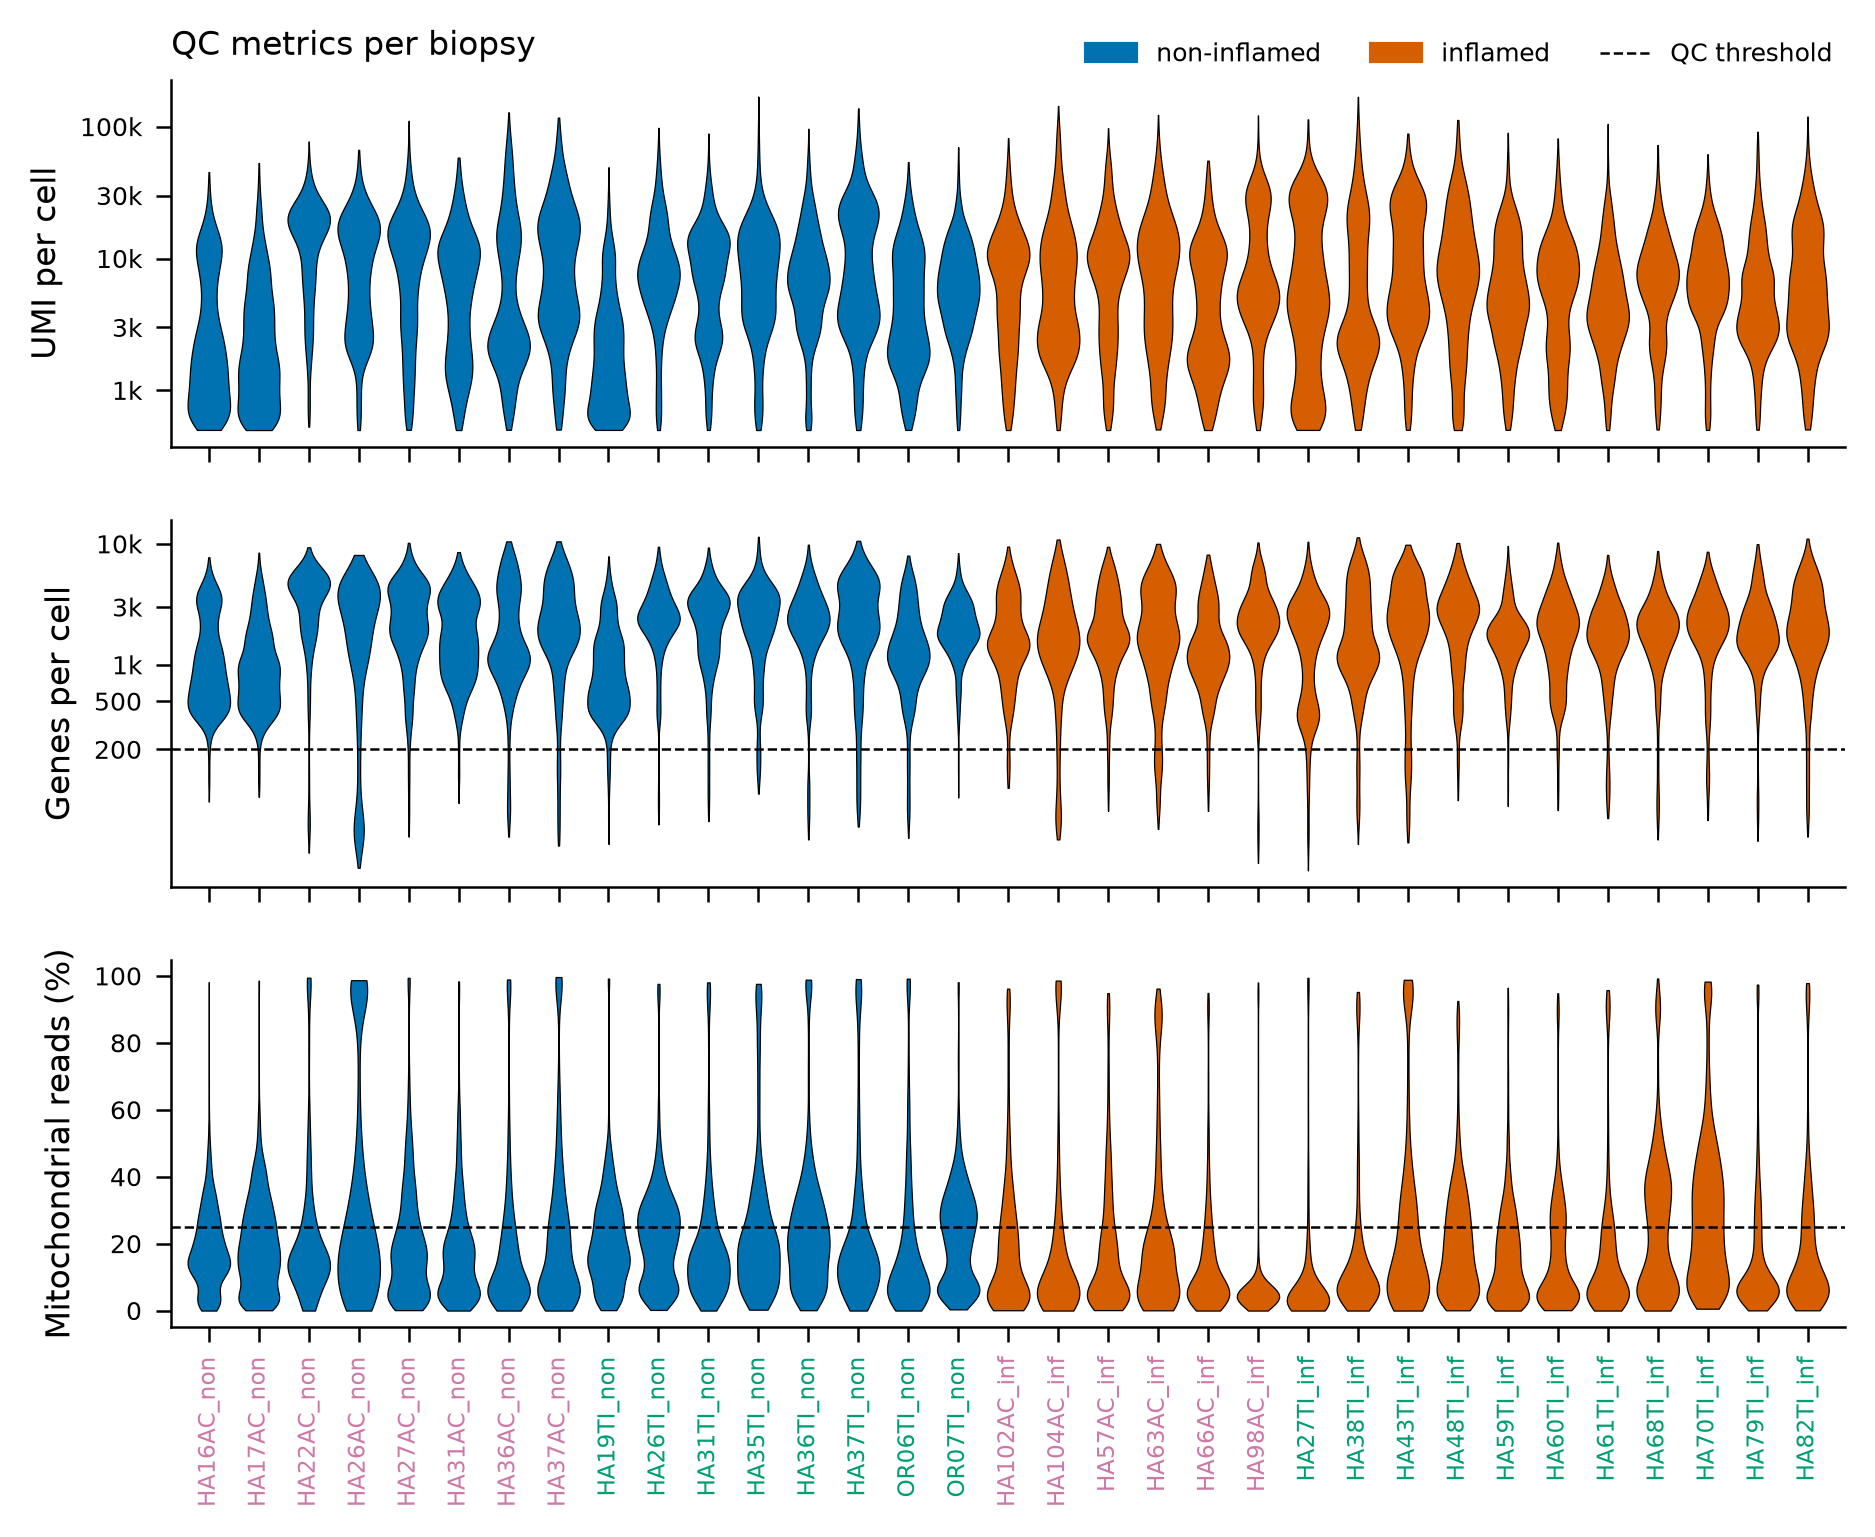 QC metrics per biopsy
non-inflamed
inflamed
QC threshold
UMI per cell
100k
30k
10k
3k
1k
Genes per cell
10k
3k
1k
500
200
Mitochondrial reads (%)
100
80
60
40
20
0
HA16AC_non
HA17AC_non
HA22AC_non
HA26AC_non
HA27AC_non
HA31AC_non
HA36AC_non
HA37AC_non
HA19TI_non
HA26TI_non
HA31TI_non
HA35TI_non
HA36TI_non
HA37TI_non
OR06TI_non
OR07TI_non
HA102AC_inf
HA104AC_inf
HA57AC_inf
HA63AC_inf
HA66AC_inf
HA98AC_inf
HA27TI_inf
HA38TI_inf
HA43TI_inf
HA48TI_inf
HA59TI_inf
HA60TI_inf
HA61TI_inf
HA68TI_inf
HA70TI_inf
HA79TI_inf
HA82TI_inf